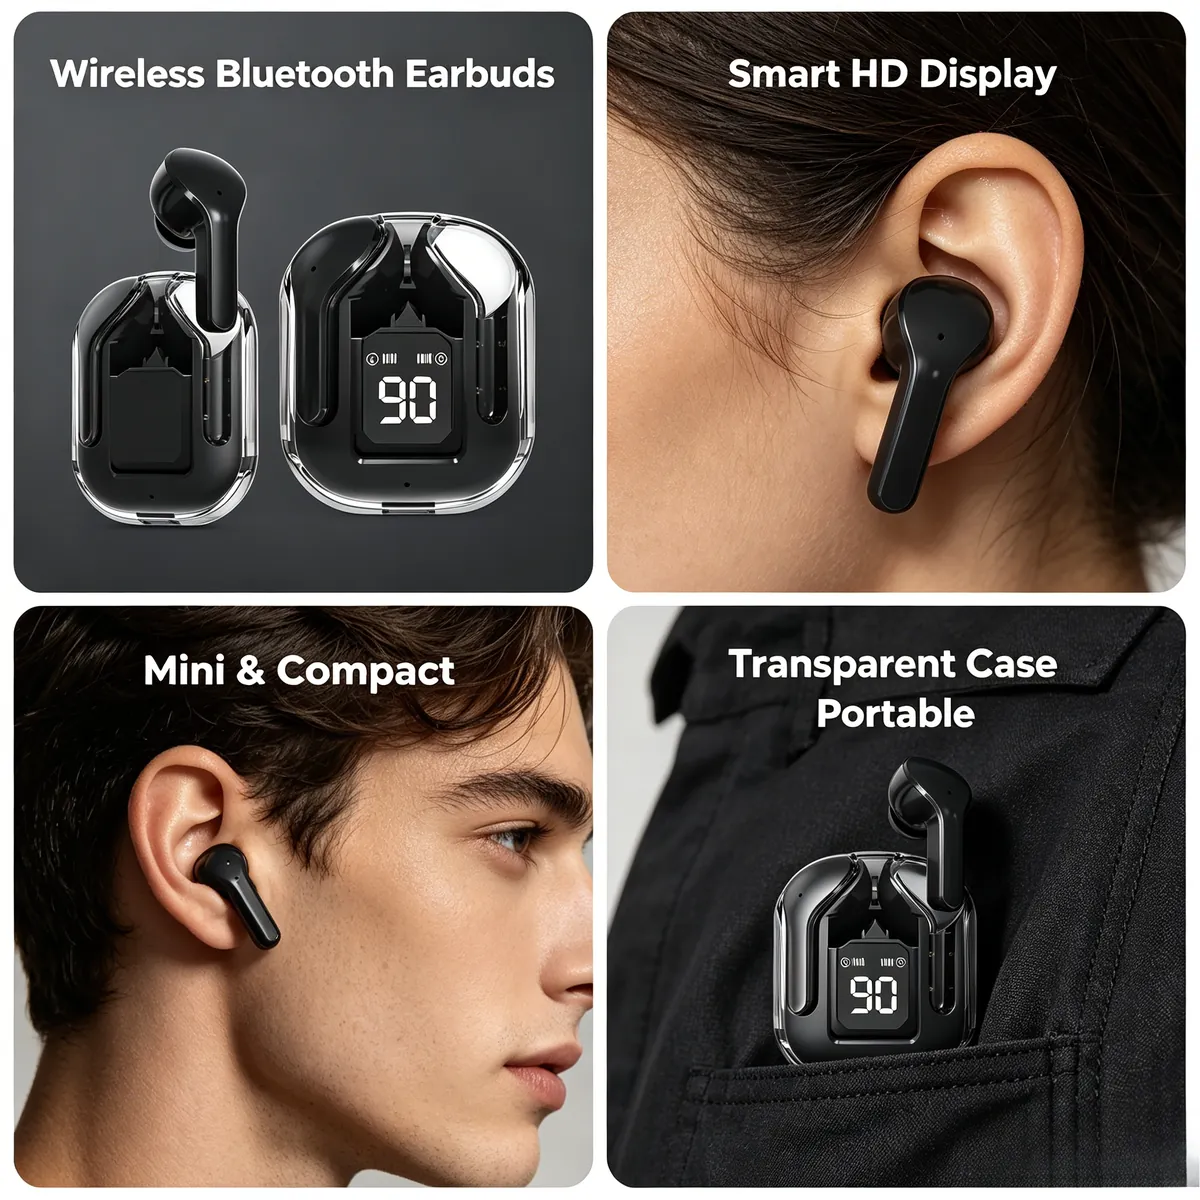 Wireless Bluetooth Earbuds
Smart HD Display
90
Mini & Compact
Transparent Case
Portable
90